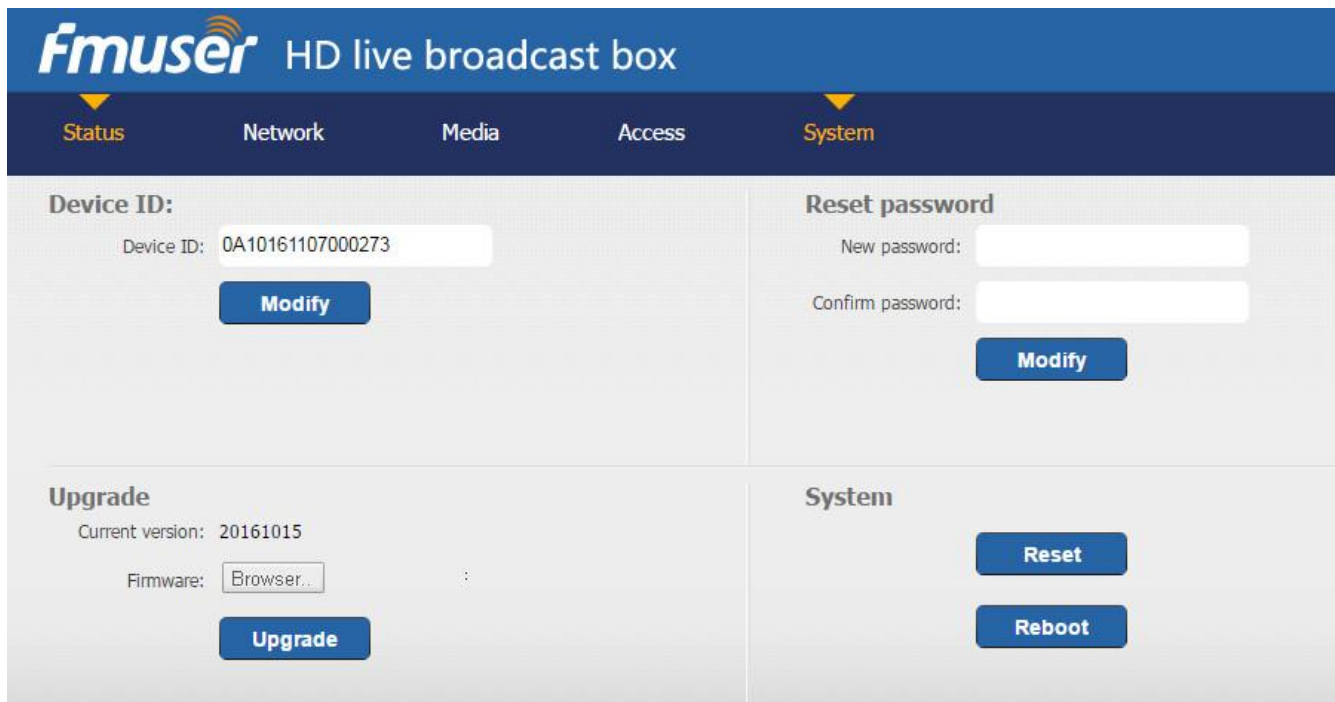 Fmuser HD live broadcast box
Status Network Media Access System
Device ID:
Device ID: 0A10161107000273
Modify
Reset password
New password:
Confirm password:
Modify
Upgrade
Current version: 20161015
Firmware: Browser.. :
Upgrade
System
Reset
Reboot